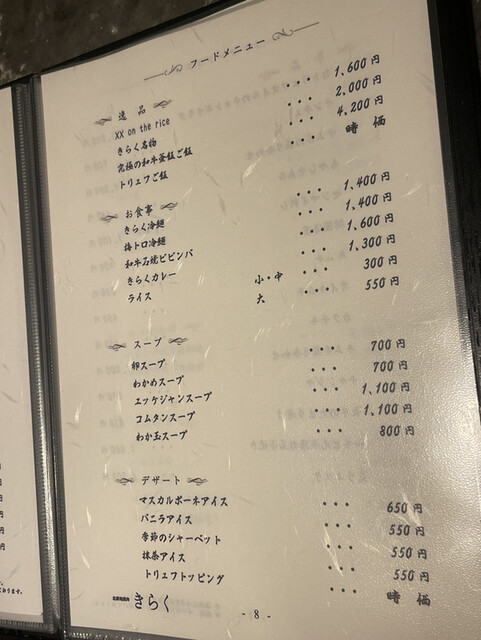 フードメニュー
逸 品
XX on the rice ・・・ 1,600円
きらく名物 ・・・ 2,000円
究極の和牛釜飯ご飯 ・・・ 4,200円
トリュフご飯 ・・・ 時 価
お食事
きらく冷麺 ・・・ 1,400円
梅トロ冷麺 ・・・ 1,400円
和牛石焼ビビンバ ・・・ 1,600円
きらくカレー ・・・ 1,300円
ライス 小・中 ・・・ 300円
大 ・・・ 550円
スープ
卵スープ ・・・ 700円
わかめスープ ・・・ 700円
ユッケジャンスープ ・・・ 1,100円
コムタンスープ ・・・ 1,100円
わか玉スープ ・・・ 800円
デザート
マスカルポーネアイス ・・・ 650円
バニラアイス ・・・ 550円
季節のシャーベット ・・・ 550円
抹茶アイス ・・・ 550円
トリュフトッピング ・・・ 時 価
きらく
- 8 -